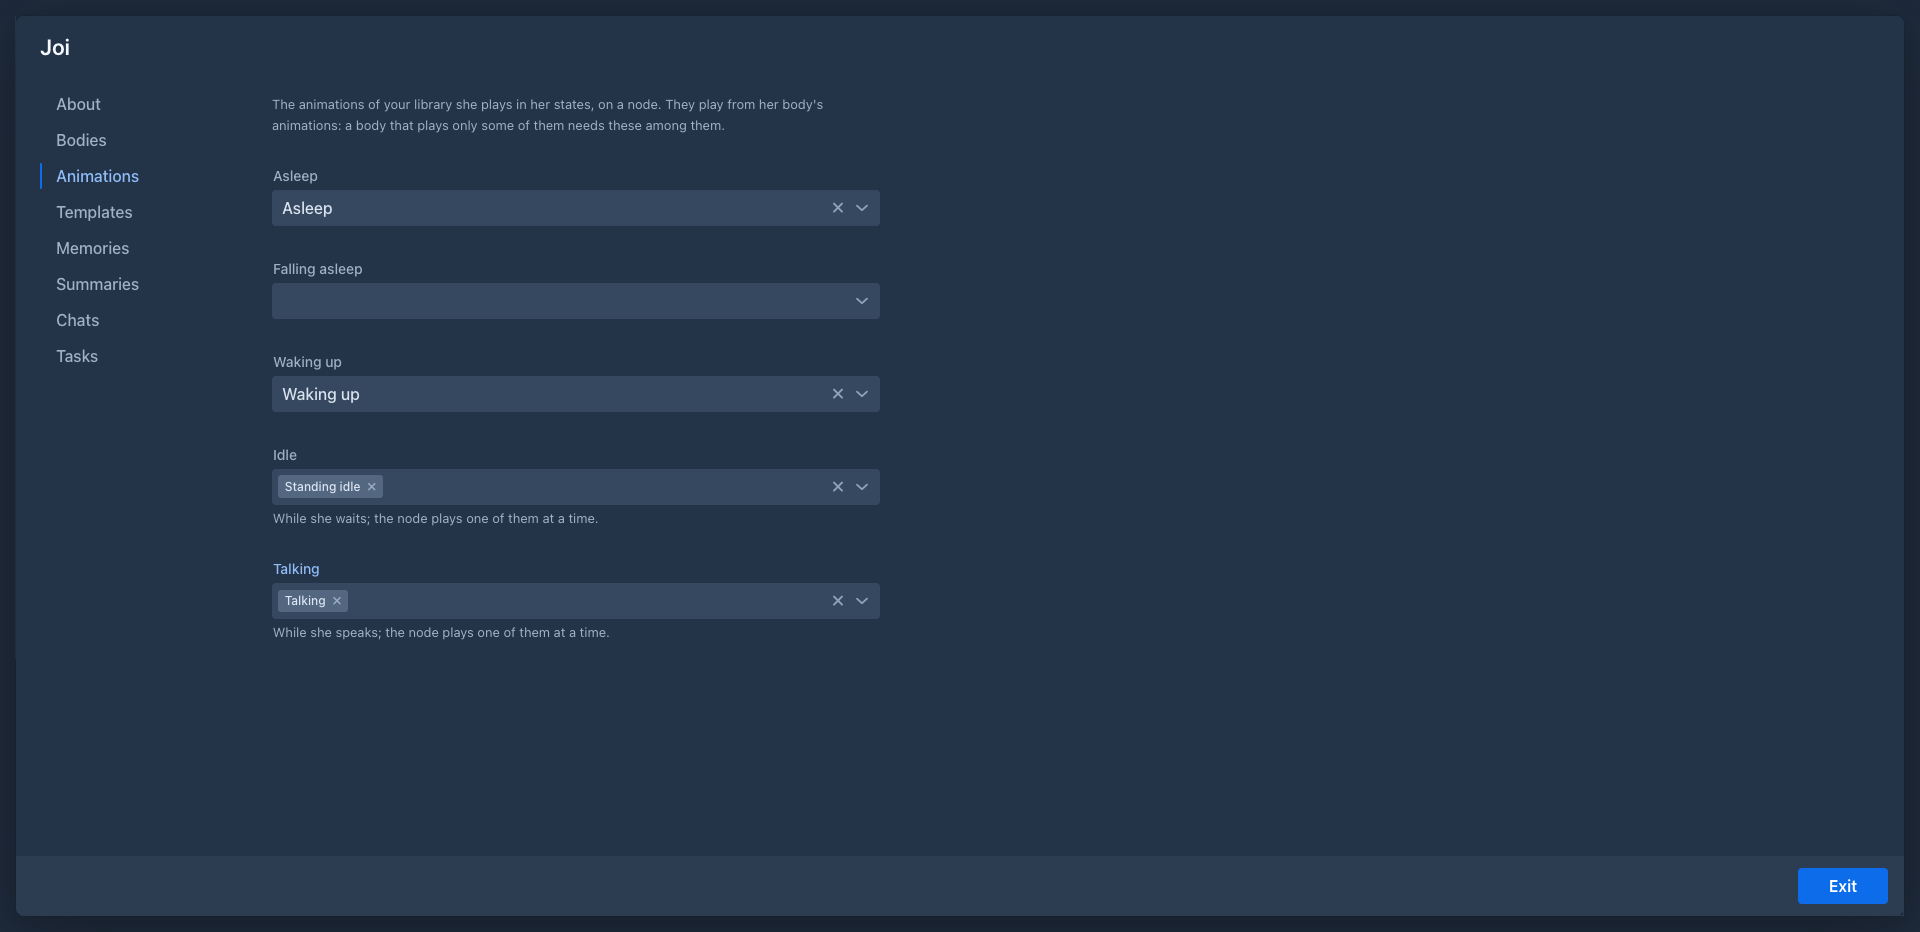 Joi
About
Bodies
Animations
Templates
Memories
Summaries
Chats
Tasks
The animations of your library she plays in her states, on a node. They play from her body's
animations: a body that plays only some of them needs these among them.
Asleep
Asleep
Falling asleep
Waking up
Waking up
Idle
Standing idle
While she waits; the node plays one of them at a time.
Talking
Talking
While she speaks; the node plays one of them at a time.
Exit